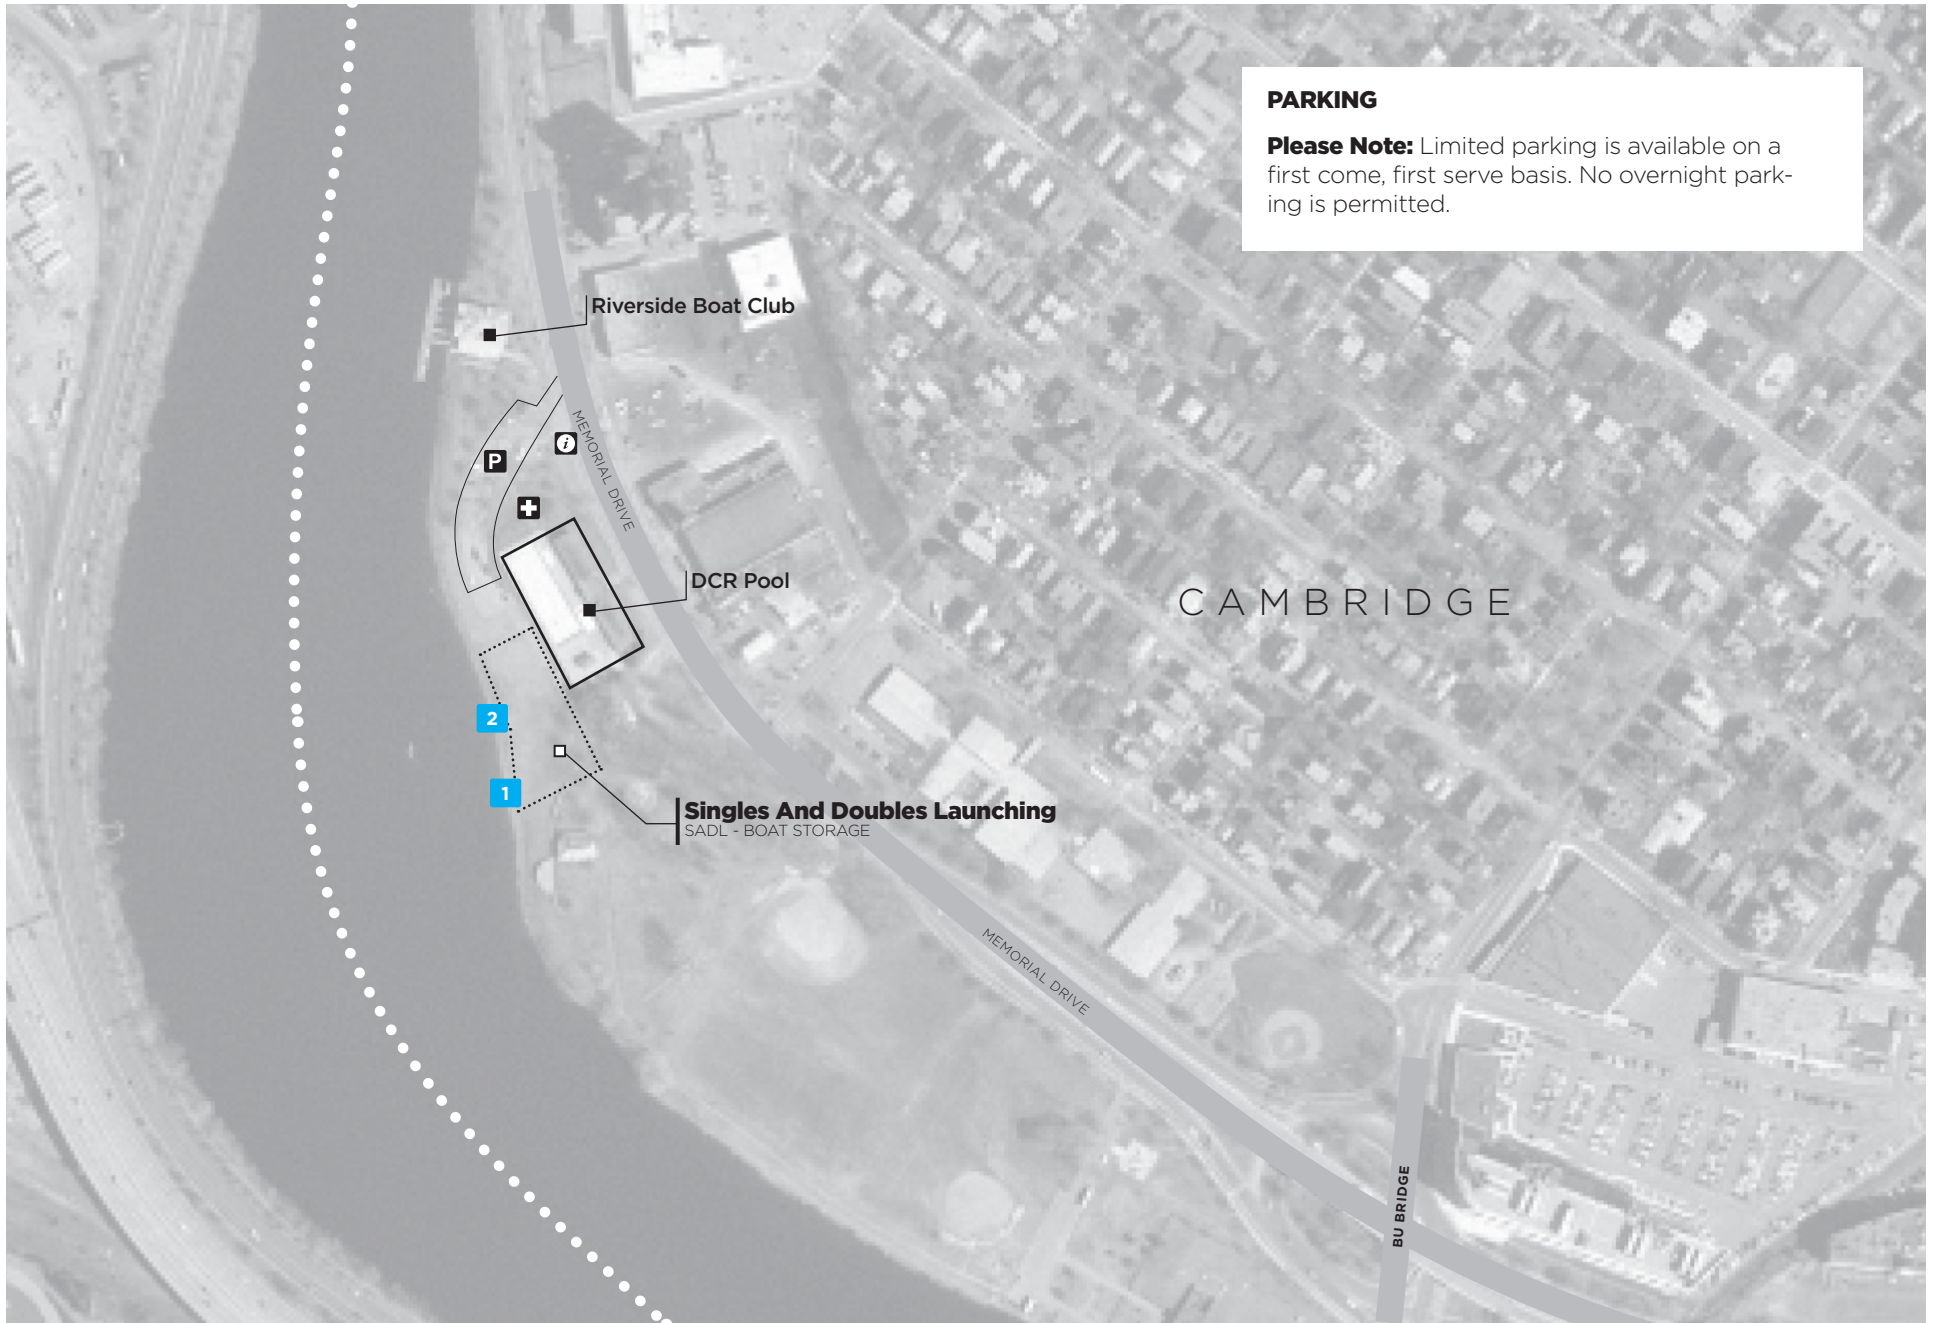 PARKING
Please Note: Limited parking is available on a
first come, first serve basis. No overnight park-
ing is permitted.
Riverside Boat Club
MEMORIAL DRIVE
i
P
DCR Pool
CAMBRIDGE
2
1
Singles And Doubles Launching
SADL - BOAT STORAGE
MEMORIAL DRIVE
BU BRIDGE